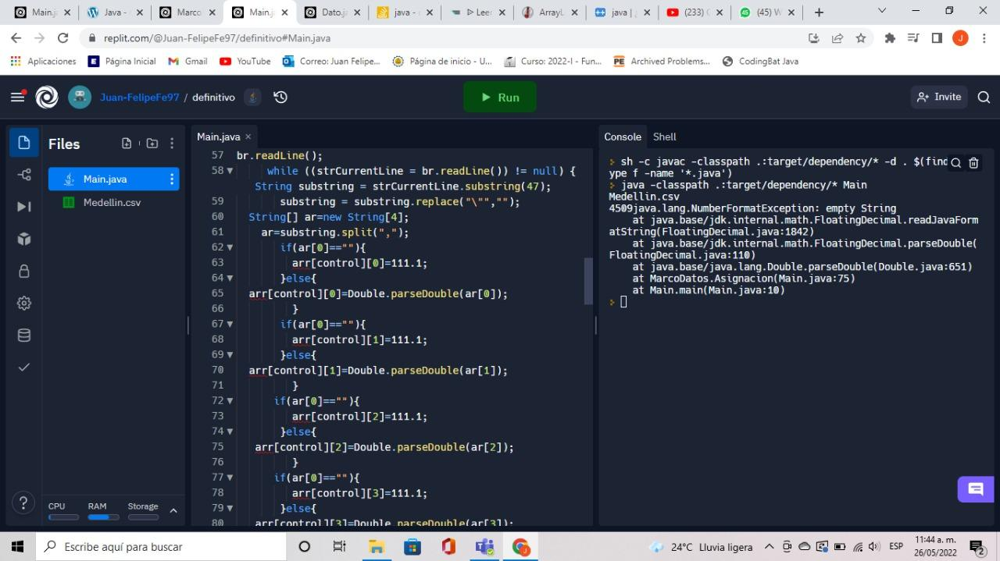 Main.j
Java -
Marco
Main.j
Dato.ja
java - c
▷ Leer
ArrayL
java | g
(233) C
(45) W
replit.com/@Juan-FelipeFe97/definitivo#Main.java
Aplicaciones
Página Inicial
Gmail
YouTube
Correo: Juan Felipe...
Página de inicio - U...
Curso: 2022-I - Fun...
Archived Problems...
CodingBat Java
Juan-FelipeFe97 / definitivo
Run
Invite
Files
Main.java
Medellin.csv
CPU
RAM
Storage
Main.java
57 br.readLine();
58 while ((strCurrentLine = br.readLine()) != null) {
String substring = strCurrentLine.substring(47);
59 substring = substring.replace("\"","");
60 String[] ar=new String[4];
61 ar=substring.split(",");
62 if(ar[0]==""){
63 arr[control][0]=111.1;
64 }else{
65 arr[control][0]=Double.parseDouble(ar[0]);
66 }
67 if(ar[0]==""){
68 arr[control][1]=111.1;
69 }else{
70 arr[control][1]=Double.parseDouble(ar[1]);
71 }
72 if(ar[0]==""){
73 arr[control][2]=111.1;
74 }else{
75 arr[control][2]=Double.parseDouble(ar[2]);
76 }
77 if(ar[0]==""){
78 arr[control][3]=111.1;
79 }else{
80 arr[control][3]=Double.parseDouble(ar[3]);
Console
Shell
sh -c javac -classpath .:target/dependency/* -d . $(find
ype f -name '*.java')
java -classpath .:target/dependency/* Main
Medellin.csv
4509java.lang.NumberFormatException: empty String
at java.base/jdk.internal.math.FloatingDecimal.readJavaForm
atString(FloatingDecimal.java:1842)
at java.base/jdk.internal.math.FloatingDecimal.parseDouble(
FloatingDecimal.java:110)
at java.base/java.lang.Double.parseDouble(Double.java:651)
at MarcoDatos.Asignacion(Main.java:75)
at Main.main(Main.java:10)
Escribe aquí para buscar
24°C Lluvia ligera
ESP
11:44 a. m.
26/05/2022
2